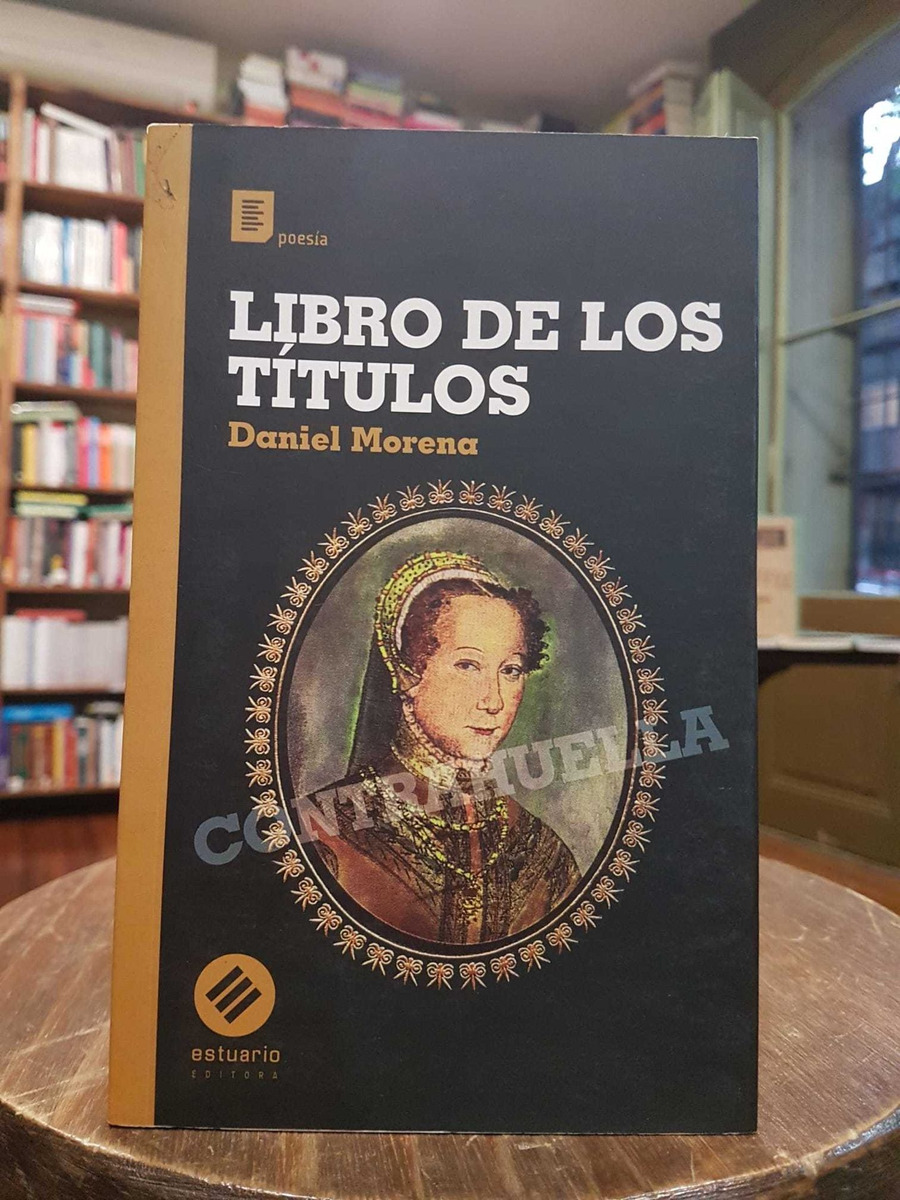 poesía
LIBRO DE LOS
TÍTULOS
Daniel Morena
CONTRAHUELLA
estuario
EDITORA